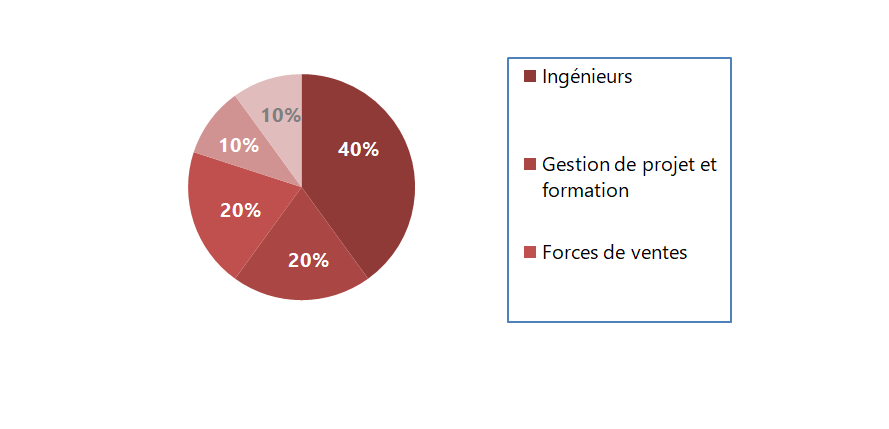 10%
40%
10%
20%
20%
Ingénieurs
Gestion de projet et
formation
Forces de ventes